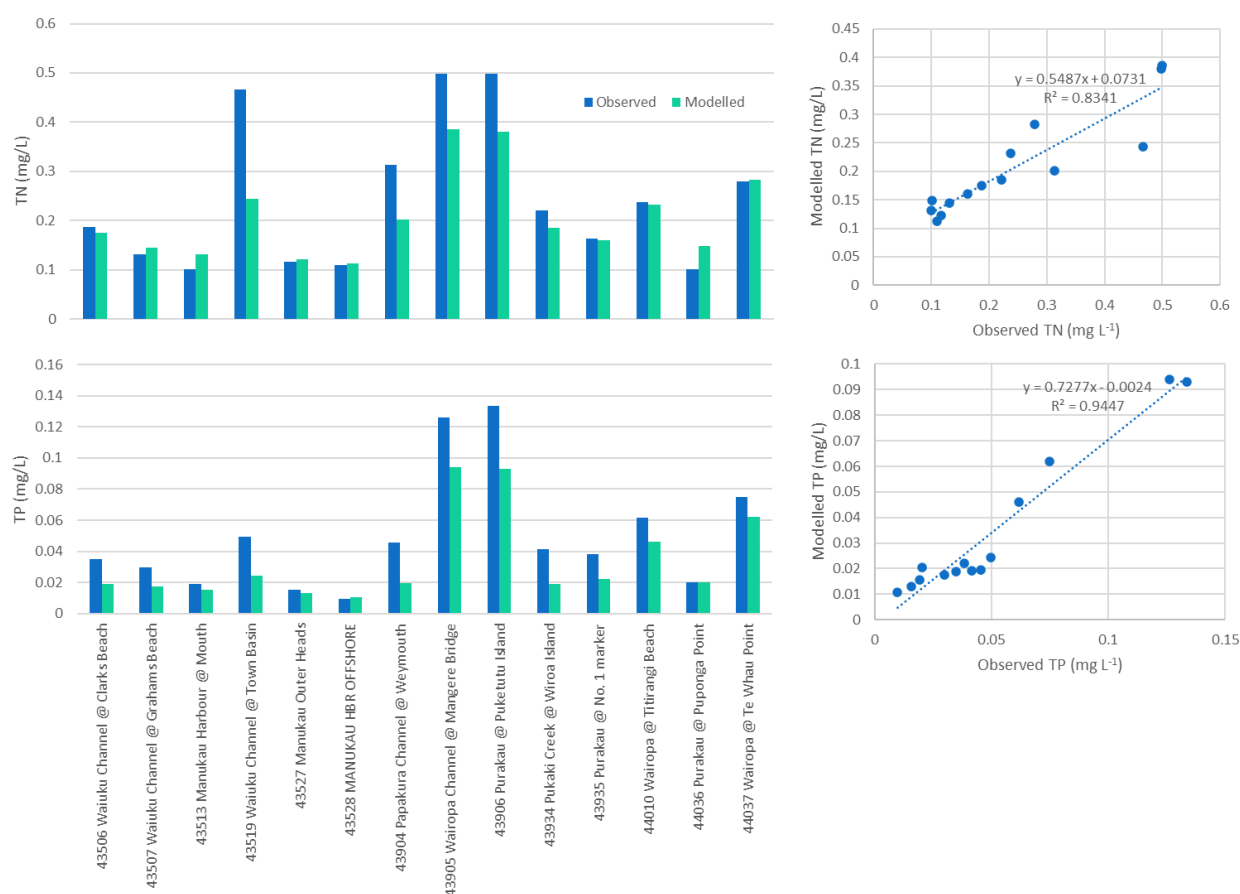 0.6
0.5
0.4
0.3
0.2
0.1
0
TN (mg/L)
Observed
Modelled
0.45
0.4
0.35
0.3
0.25
0.2
0.15
0.1
0.05
0
Modelled TN (mg/L)
y = 0.5487x + 0.0731
R² = 0.8341
0
0.1
0.2
0.3
0.4
0.5
0.6
Observed TN (mg L⁻¹)
0.16
0.14
0.12
0.1
0.08
0.06
0.04
0.02
0
TP (mg/L)
43506 Waiuku Channel @ Clarks Beach
43507 Waiuku Channel @ Grahams Beach
43513 Manukau Harbour @ Mouth
43519 Waiuku Channel @ Town Basin
43527 Manukau Outer Heads
43528 MANUKAU HBR OFFSHORE
43904 Papakura Channel @ Weymouth
43905 Wairopa Channel @ Mangere Bridge
43906 Purakau @ Puketutu Island
43934 Pukaki Creek @ Wiroa Island
43935 Purakau @ No. 1 marker
44010 Wairopa @ Titirangi Beach
44036 Purakau @ Puponga Point
44037 Wairopa @ Te Whau Point
0.1
0.09
0.08
0.07
0.06
0.05
0.04
0.03
0.02
0.01
0
Modelled TP (mg/L)
y = 0.7277x - 0.0024
R² = 0.9447
0
0.05
0.1
0.15
Observed TP (mg L⁻¹)